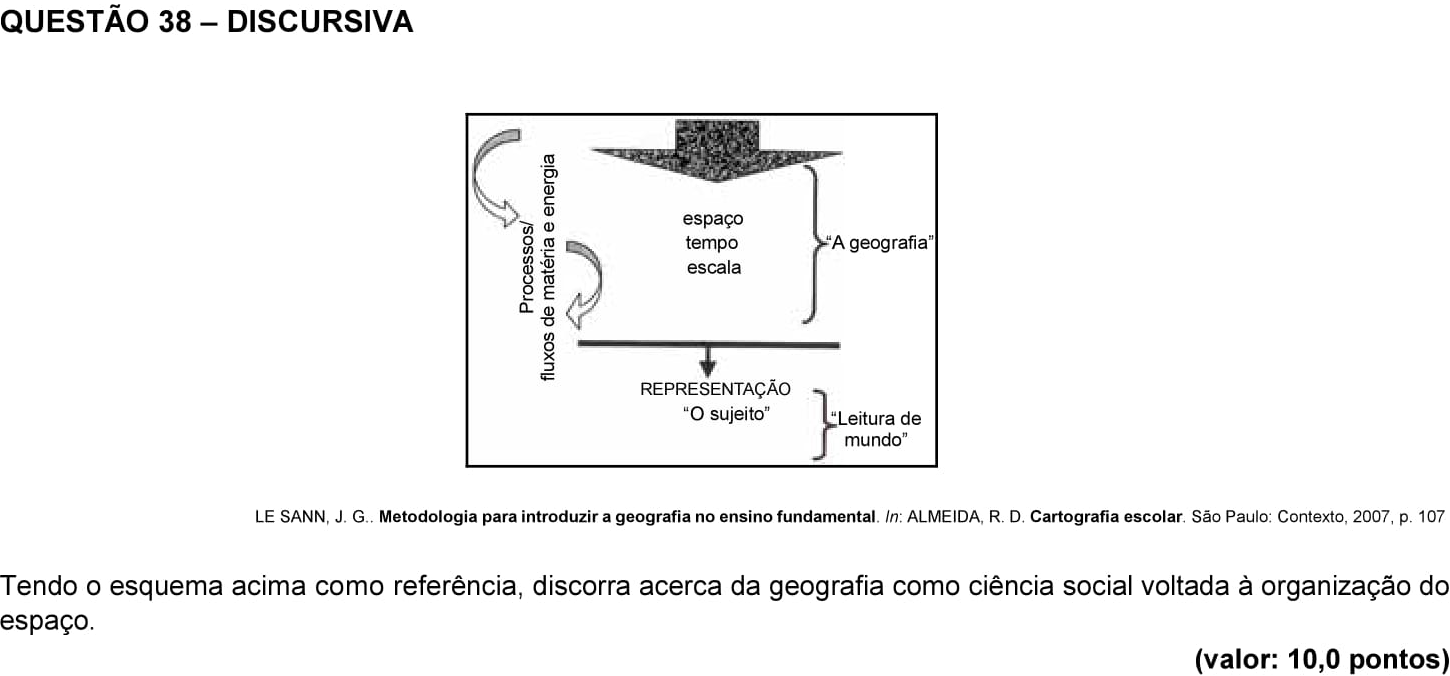 QUESTÃO 38 – DISCURSIVA
Processos/
fluxos de matéria e energia
espaço
tempo
escala
“A geografia”
REPRESENTAÇÃO
“O sujeito”
“Leitura de
mundo”
LE SANN, J. G.. Metodologia para introduzir a geografia no ensino fundamental. In: ALMEIDA, R. D. Cartografia escolar. São Paulo: Contexto, 2007, p. 107
Tendo o esquema acima como referência, discorra acerca da geografia como ciência social voltada à organização do
espaço.
(valor: 10,0 pontos)